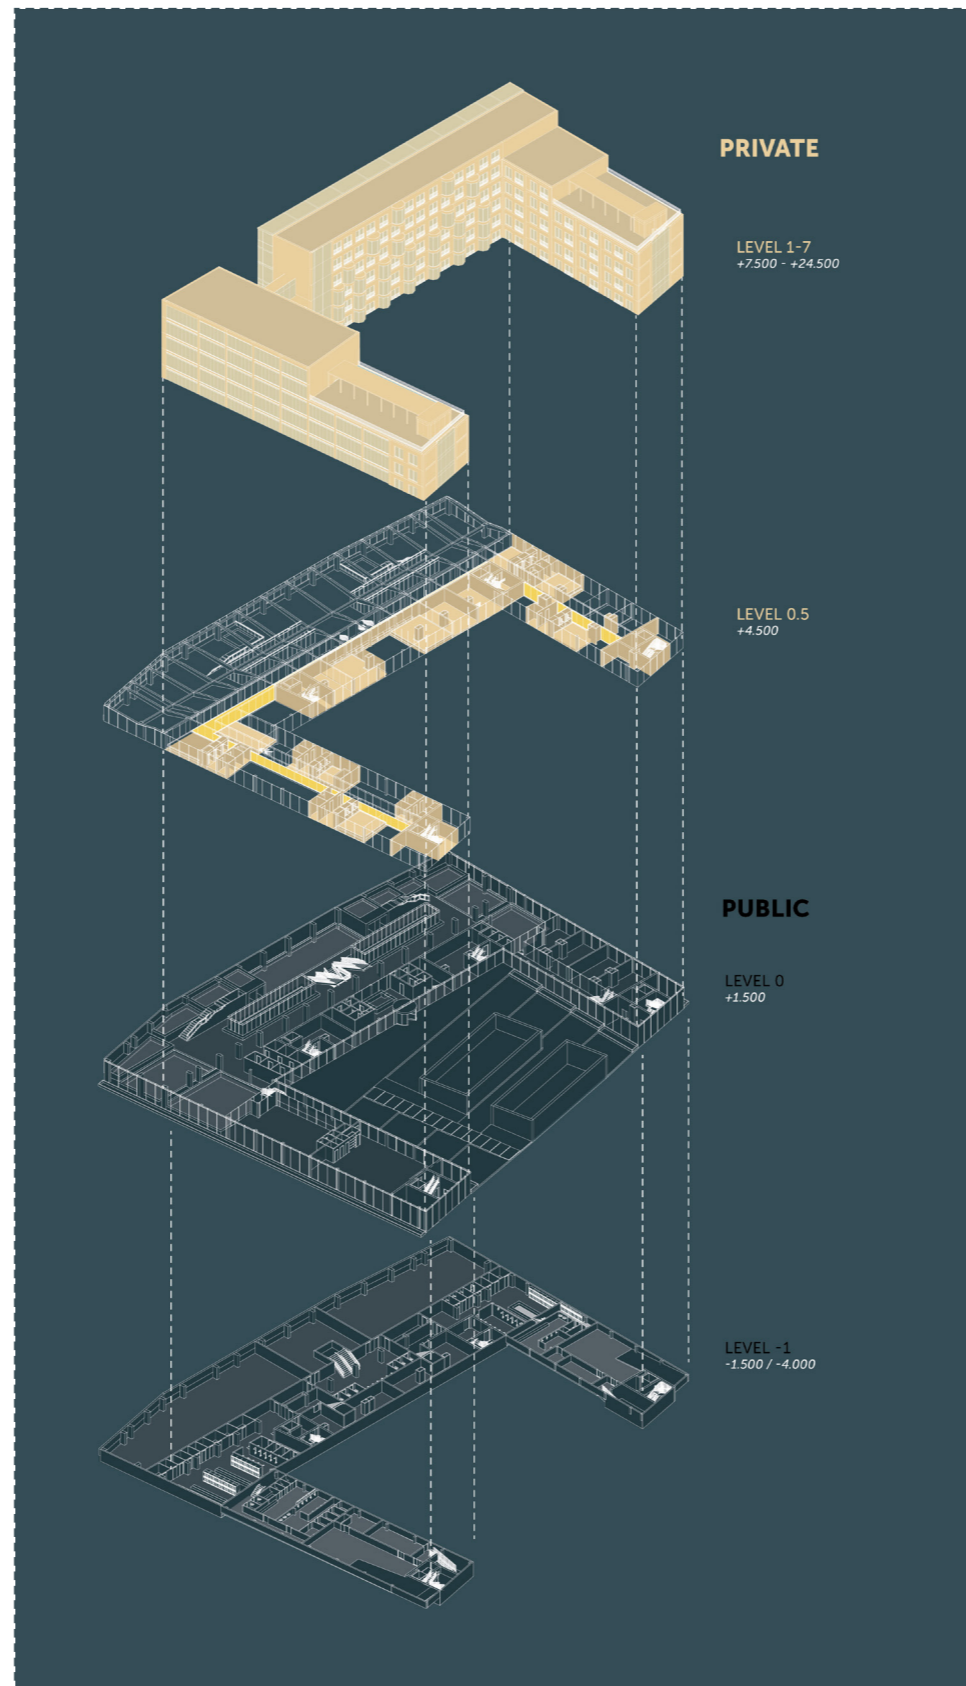 PRIVATE
LEVEL 1-7
+7.500 - +24.500
LEVEL 0.5
+4.500
PUBLIC
LEVEL 0
+1.500
LEVEL -1
-1.500 / -4.000